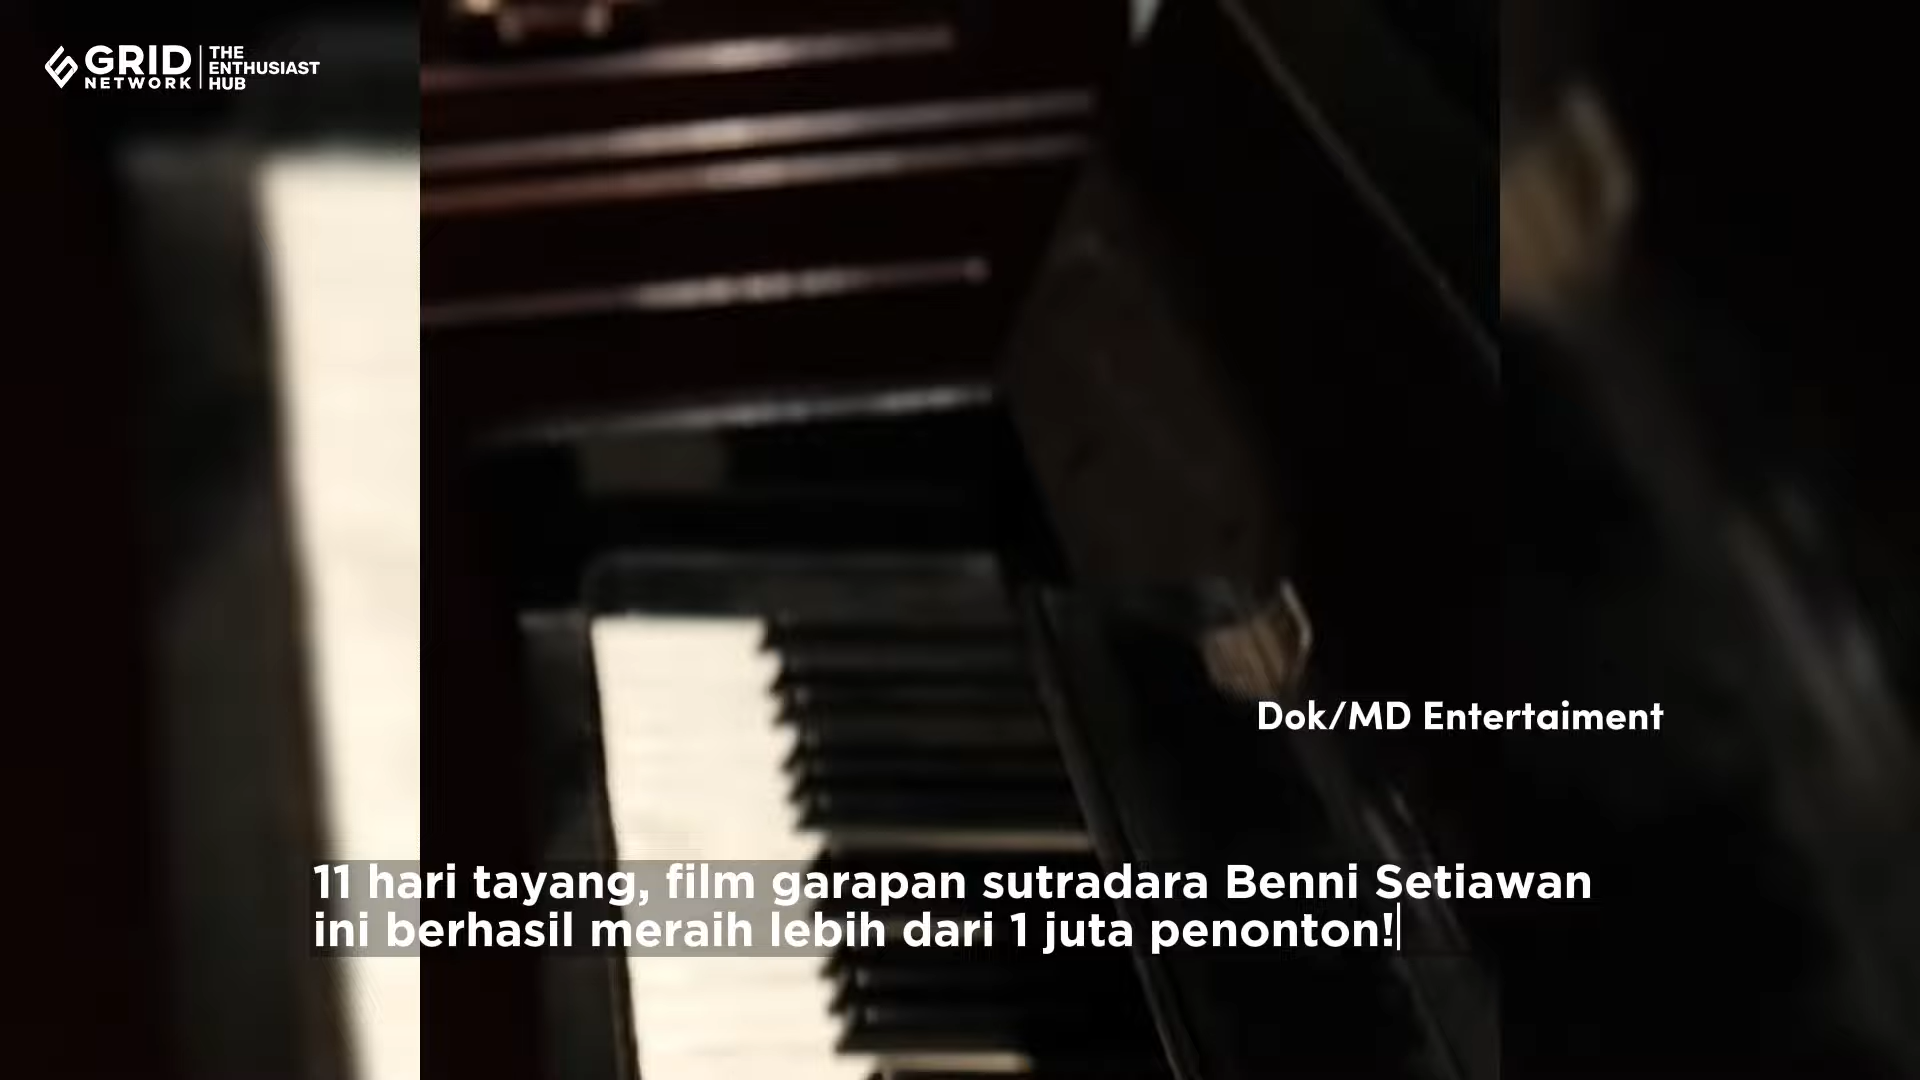 GRID
NETWORK
THE
ENTHUSIAST
HUB
Dok/MD Entertaiment
11 hari tayang, film garapan sutradara Benni Setiawan
ini berhasil meraih lebih dari 1 juta penonton!